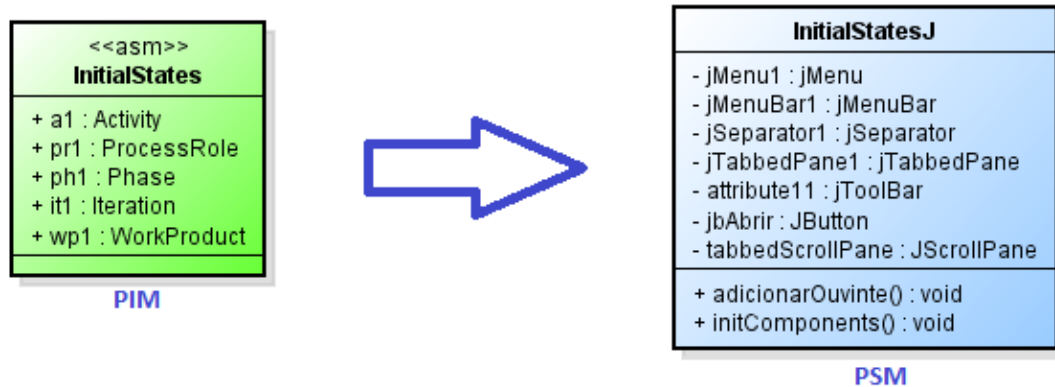 <<asm>>
InitialStates
+ a1 : Activity
+ pr1 : ProcessRole
+ ph1 : Phase
+ it1 : Iteration
+ wp1 : WorkProduct
PIM
InitialStatesJ
- jMenu1 : jMenu
- jMenuBar1 : jMenuBar
- jSeparator1 : jSeparator
- jTabbedPane1 : jTabbedPane
- attribute11 : jToolBar
- jbAbrir : JButton
- tabbedScrollPane : JScrollPane
+ adicionarOuvinte() : void
+ initComponents() : void
PSM